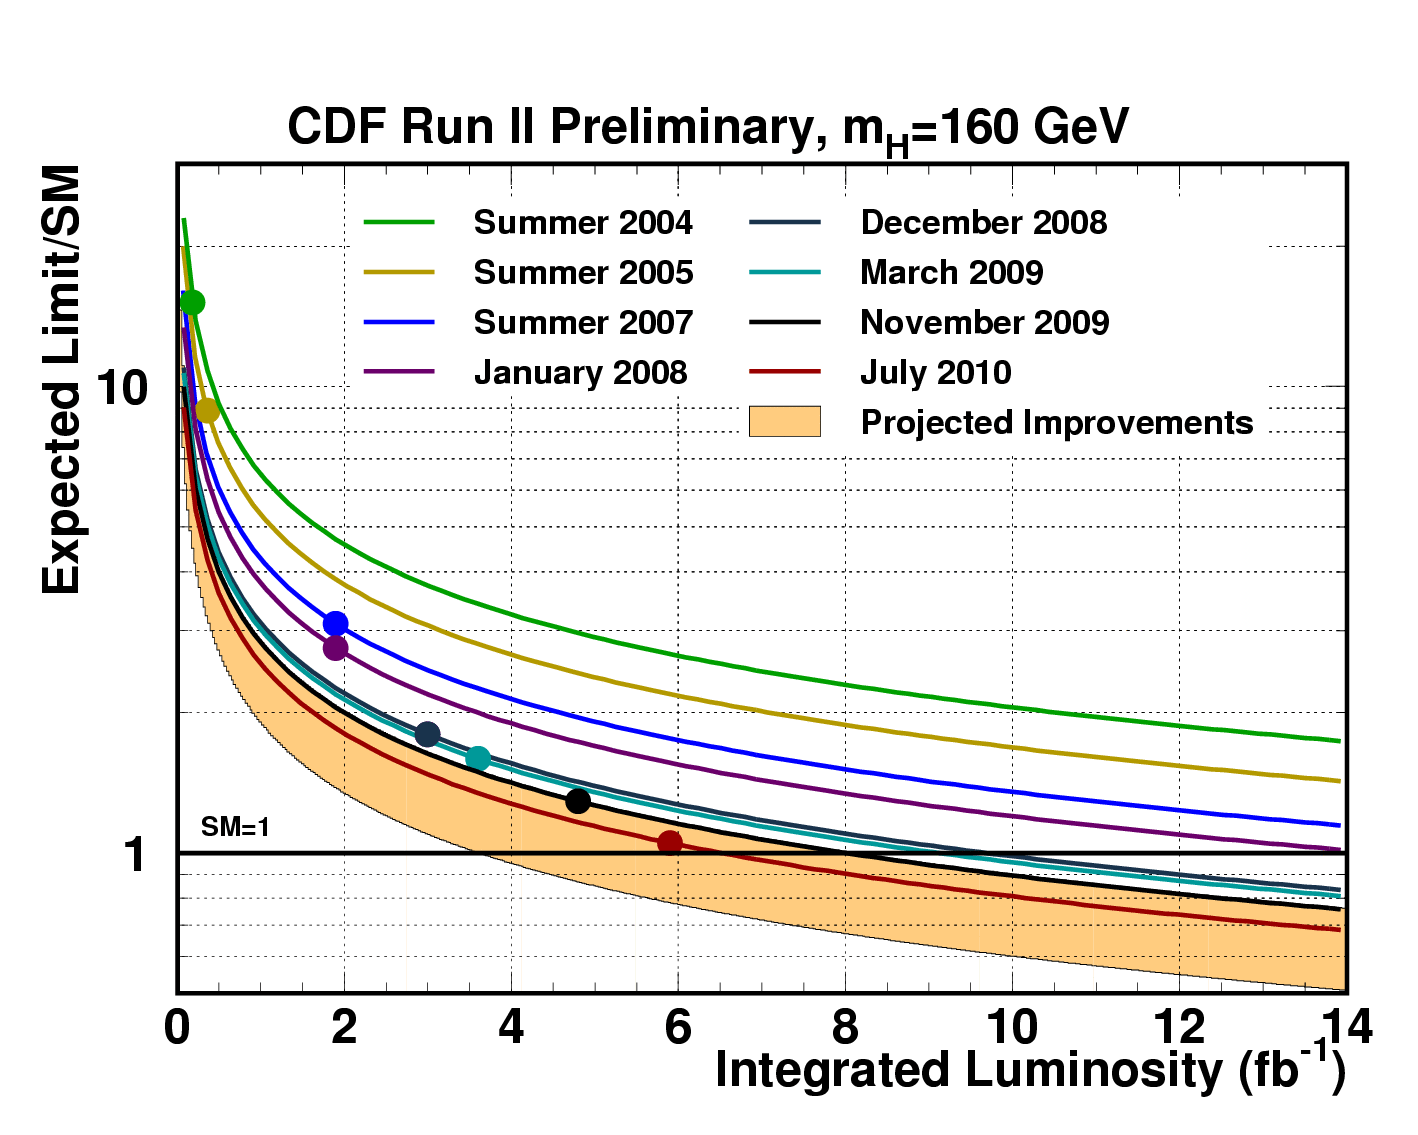 CDF Run II Preliminary, mH=160 GeV
Expected Limit/SM
Summer 2004
Summer 2005
Summer 2007
January 2008
December 2008
March 2009
November 2009
July 2010
Projected Improvements
10
1
SM=1
0 2 4 6 8 10 12 14
Integrated Luminosity (fb-1)